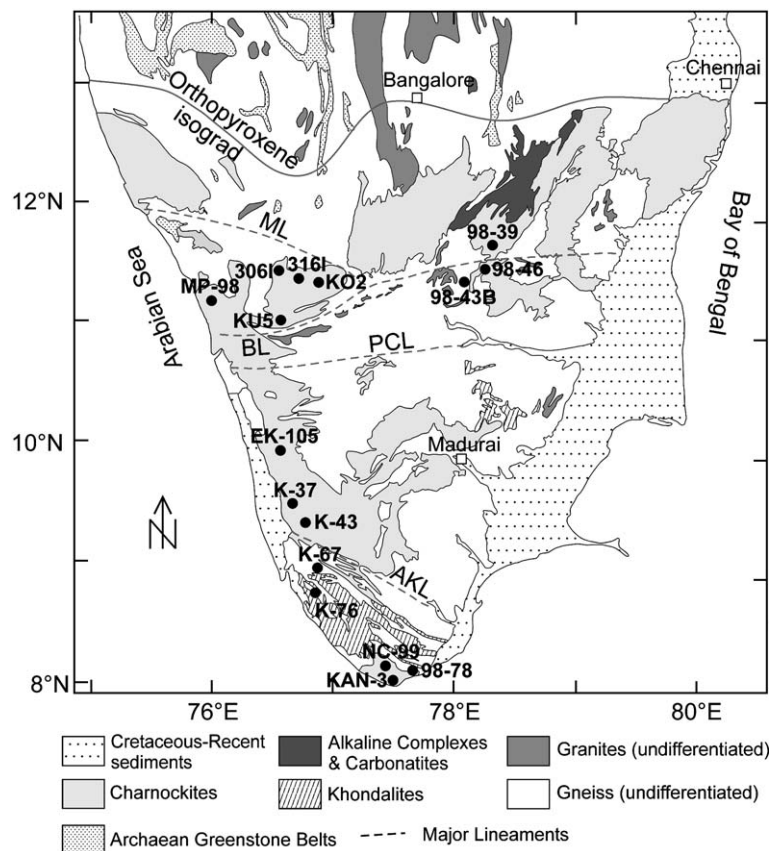 Bangalore
Chennai
Orthopyroxene
isograd
12°N
ML
98-39
306I
316I
KO2
98-46
MP-98
98-43B
KU5
BL
PCL
Arabian Sea
Bay of Bengal
10°N
EK-105
Madurai
K-37
K-43
N
K-67
AKL
K-76
NC-99
98-78
KAN-3
8°N
76°E
78°E
80°E
Cretaceous-Recent
sediments
Alkaline Complexes
& Carbonatites
Granites (undifferentiated)
Charnockites
Khondalites
Gneiss (undifferentiated)
Archaean Greenstone Belts
Major Lineaments